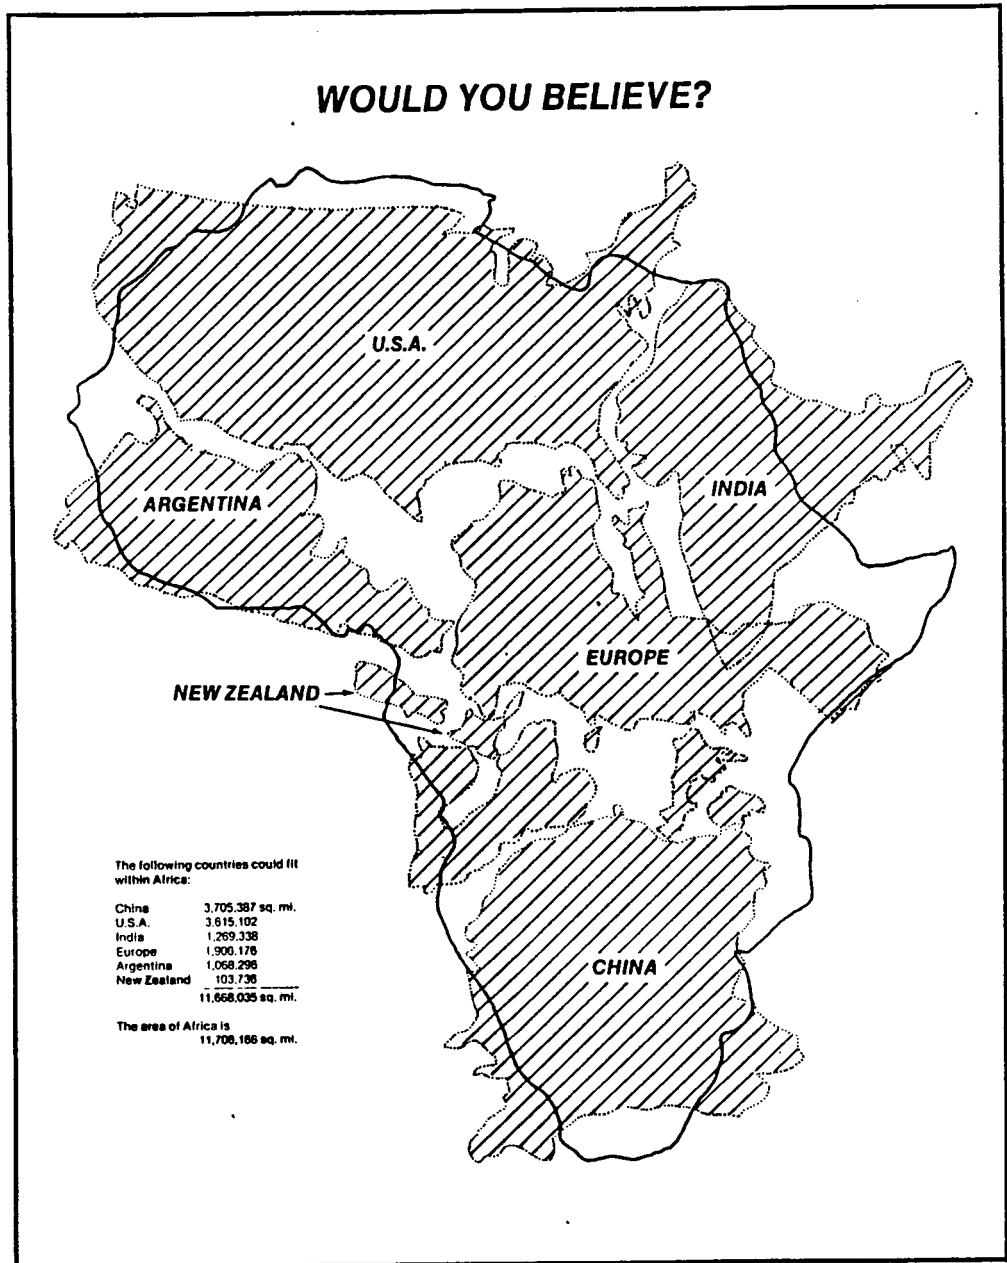 WOULD YOU BELIEVE?
U.S.A.
ARGENTINA
INDIA
EUROPE
NEW ZEALAND
The following countries could fit
within Africa:
China 3,705,387 sq. mi.
U.S.A. 3,615,102
India 1,269,338
Europe 1,906,176
Argentina 1,068,296
New Zealand 103,736
11,668,035 sq. mi.
The area of Africa is
11,708,166 sq. mi.
CHINA